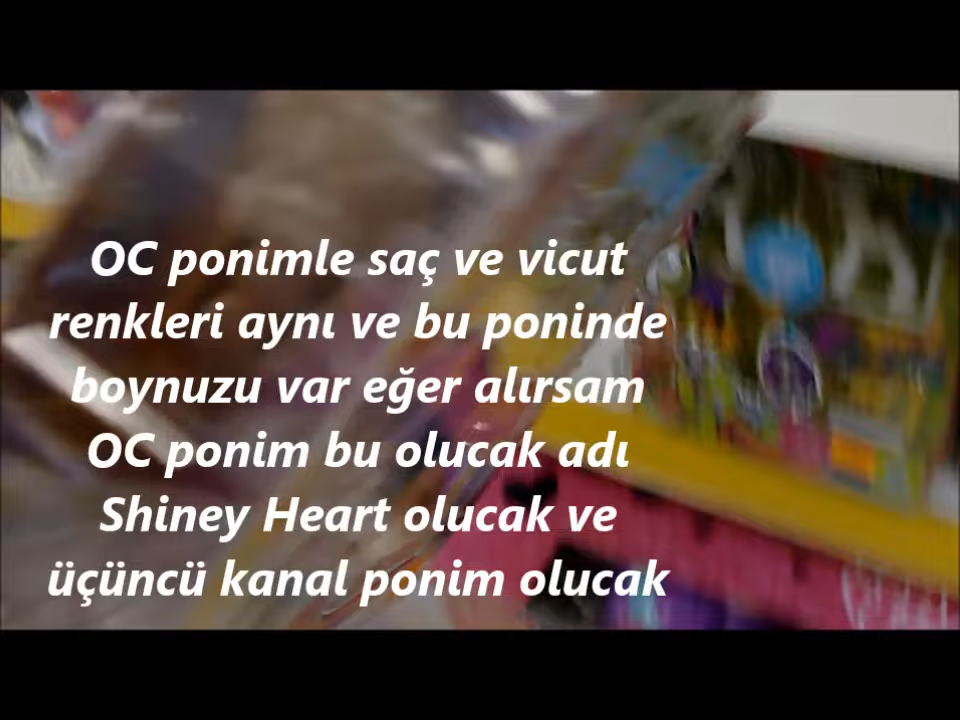 OC ponimle saç ve vicut
renkleri aynı ve bu poninde
boynuzu var eğer alırsam
OC ponim bu olucak adı
Shiney Heart olucak ve
üçüncü kanal ponim olucak